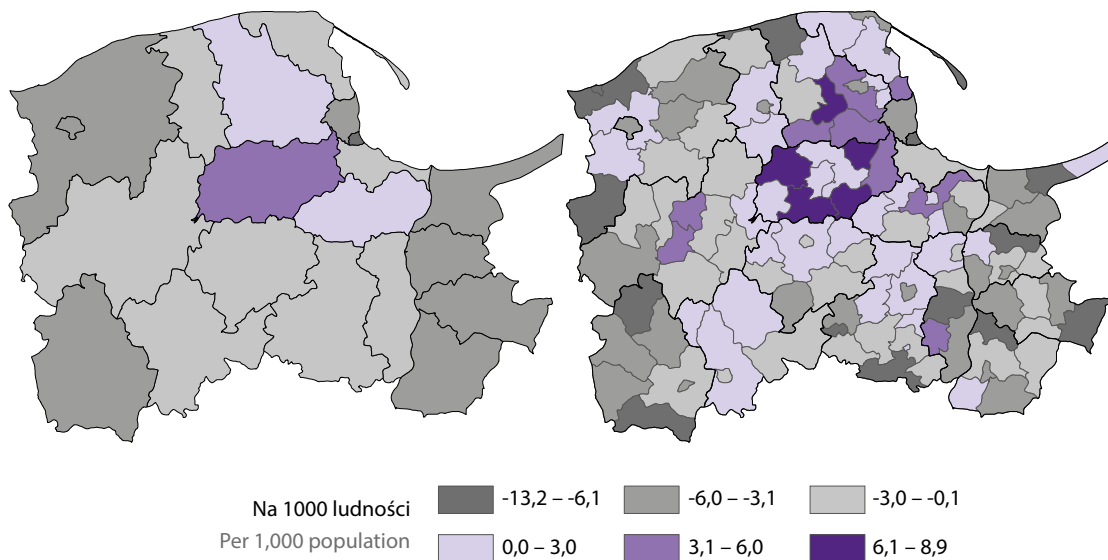 Na 1000 ludności
Per 1,000 population
-13,2 – -6,1
-6,0 – -3,1
-3,0 – -0,1
0,0 – 3,0
3,1 – 6,0
6,1 – 8,9